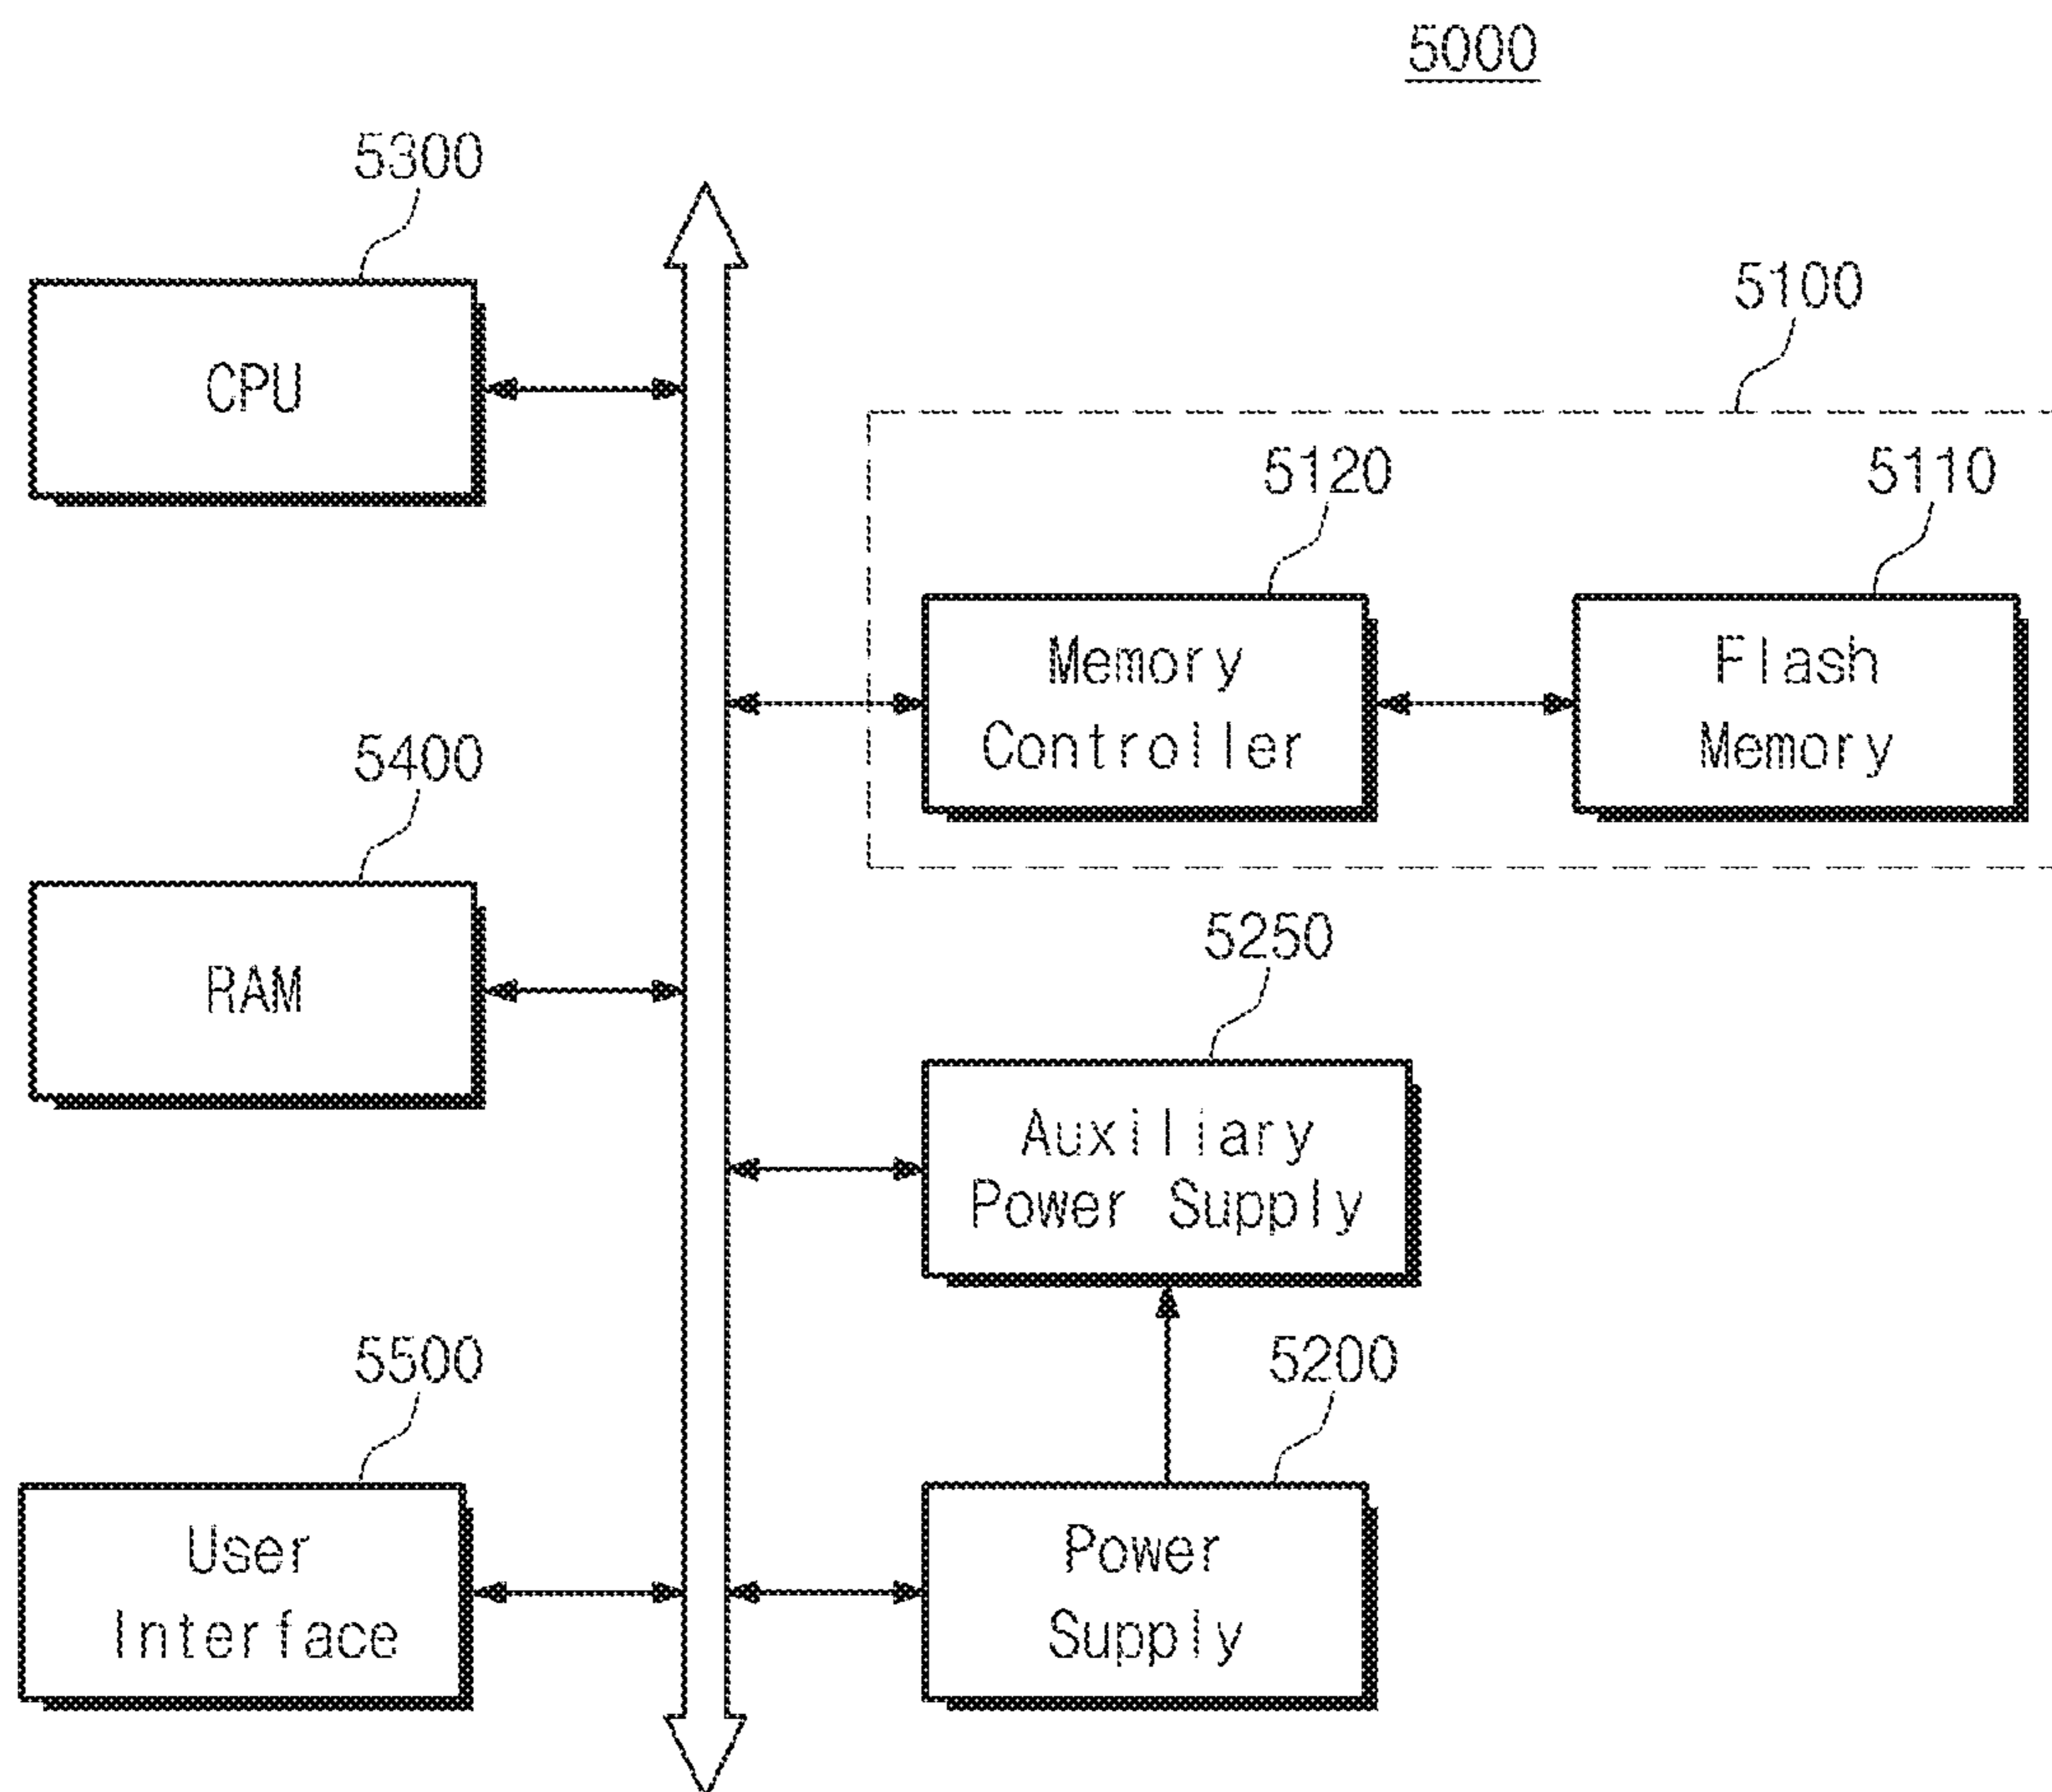 5000
5300
CPU
5100
5120
5110
Memory
Controller
Flash
Memory
5400
RAM
5250
Auxiliary
Power Supply
5500
User
Interface
5200
Power
Supply